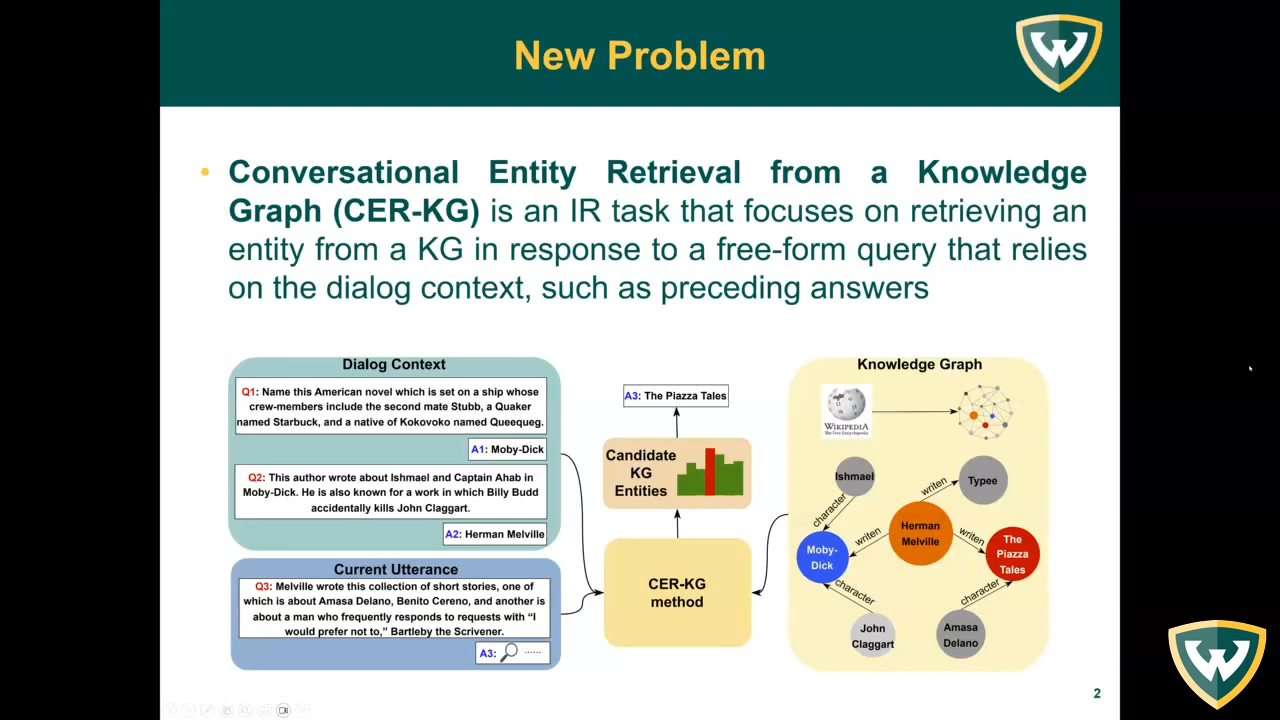 New Problem
• Conversational Entity Retrieval from a Knowledge
Graph (CER-KG) is an IR task that focuses on retrieving an
entity from a KG in response to a free-form query that relies
on the dialog context, such as preceding answers
Dialog Context
Q1: Name this American novel which is set on a ship whose
crew-members include the second mate Stubb, a Quaker
named Starbuck, and a native of Kokovoko named Queequeg.
A1: Moby-Dick
Q2: This author wrote about Ishmael and Captain Ahab in
Moby-Dick. He is also known for a work in which Billy Budd
accidentally kills John Claggart.
A2: Herman Melville
Current Utterance
Q3: Melville wrote this collection of short stories, one of
which is about Amasa Delano, Benito Cereno, and another is
about a man who frequently responds to requests with “I
would prefer not to,” Bartleby the Scrivener.
A3: ......
A3: The Piazza Tales
Candidate
KG
Entities
CER-KG
method
Knowledge Graph
WIKIPEDIA
The Free Encyclopedia
Ishmael
character
writen
Typee
Herman
Melville
writen
writen
Moby-
Dick
The
Piazza
Tales
character
character
John
Claggart
Amasa
Delano
2